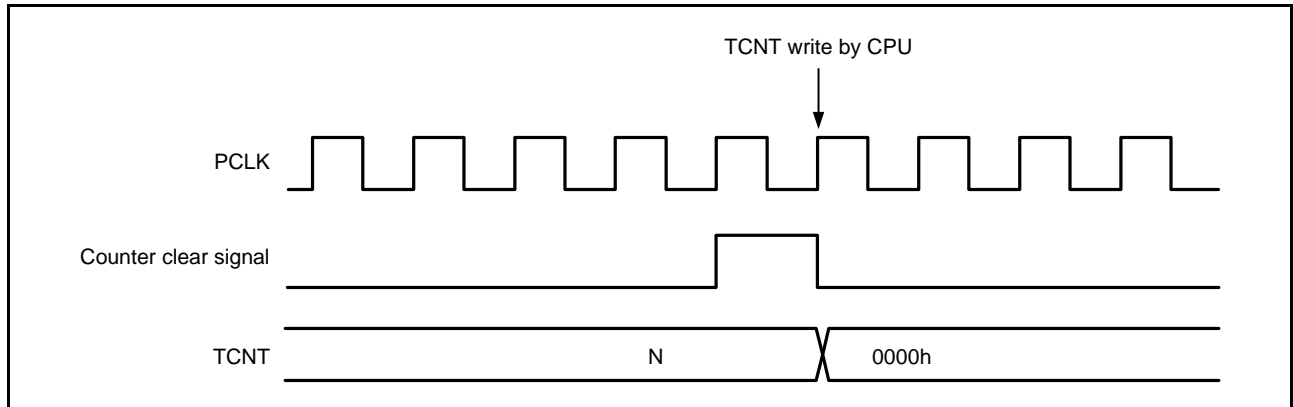 TCNT write by CPU
PCLK
Counter clear signal
TCNT N 0000h